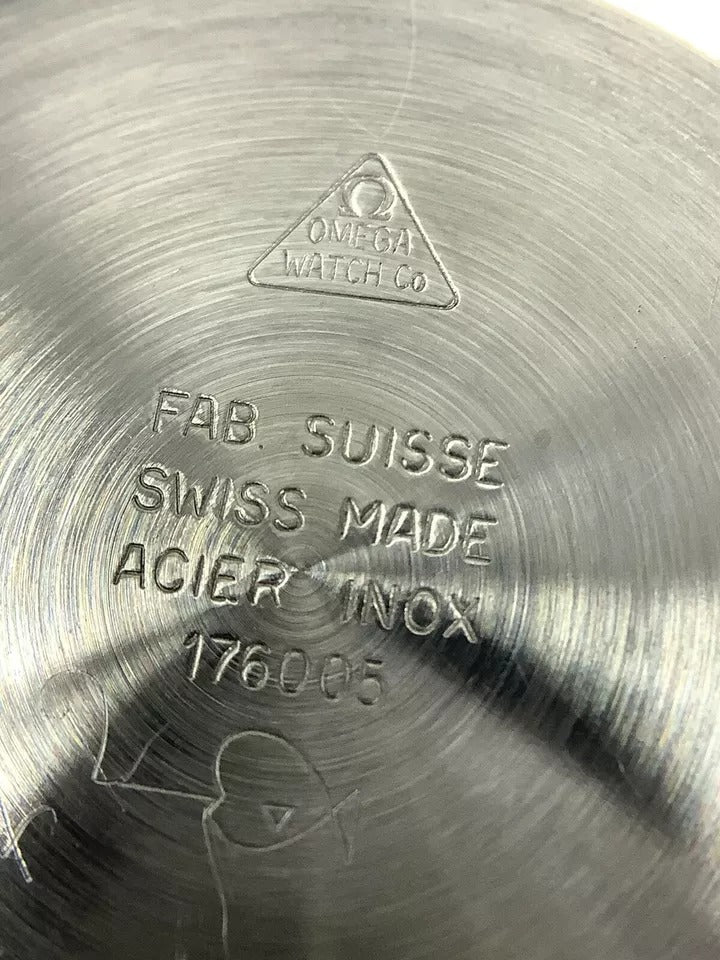 Ω
OMEGA
WATCH Co
FAB. SUISSE
SWISS MADE
ACIER INOX
176005